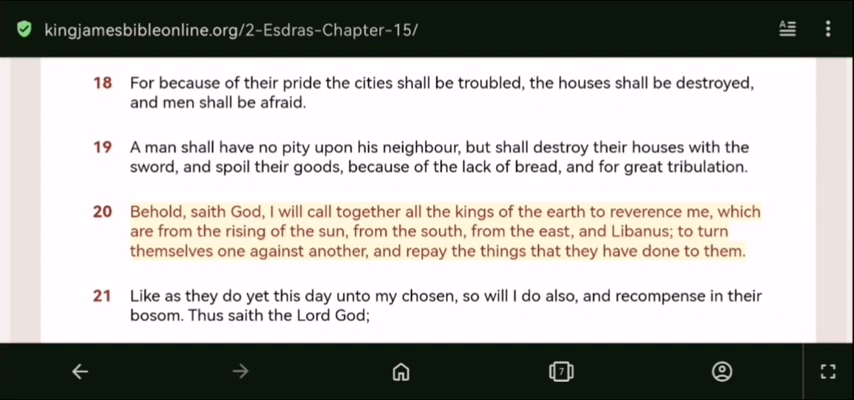 kingjamesbibleonline.org/2-Esdras-Chapter-15/
A
18 For because of their pride the cities shall be troubled, the houses shall be destroyed,
and men shall be afraid.
19 A man shall have no pity upon his neighbour, but shall destroy their houses with the
sword, and spoil their goods, because of the lack of bread, and for great tribulation.
20 Behold, saith God, I will call together all the kings of the earth to reverence me, which
are from the rising of the sun, from the south, from the east, and Libanus; to turn
themselves one against another, and repay the things that they have done to them.
21 Like as they do yet this day unto my chosen, so will I do also, and recompense in their
bosom. Thus saith the Lord God;
7